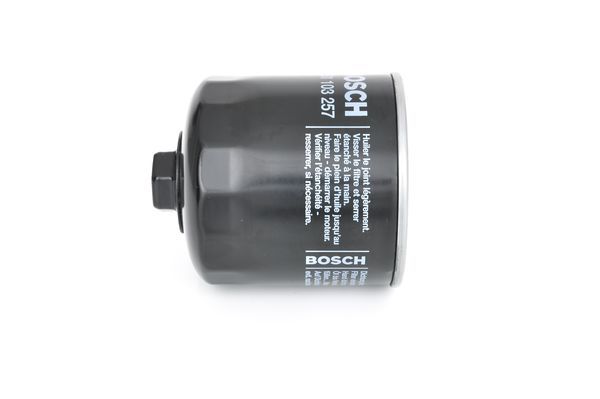 BOSCH
103 257
Huiler le joint légèrement.
Visser le filtre et serrer
étanché à la main.
Faire le plein d'huile jusqu'au
niveau - démarrer le moteur.
Vérifier l'étanchéité -
resserrer, si nécessaire.
BOSCH